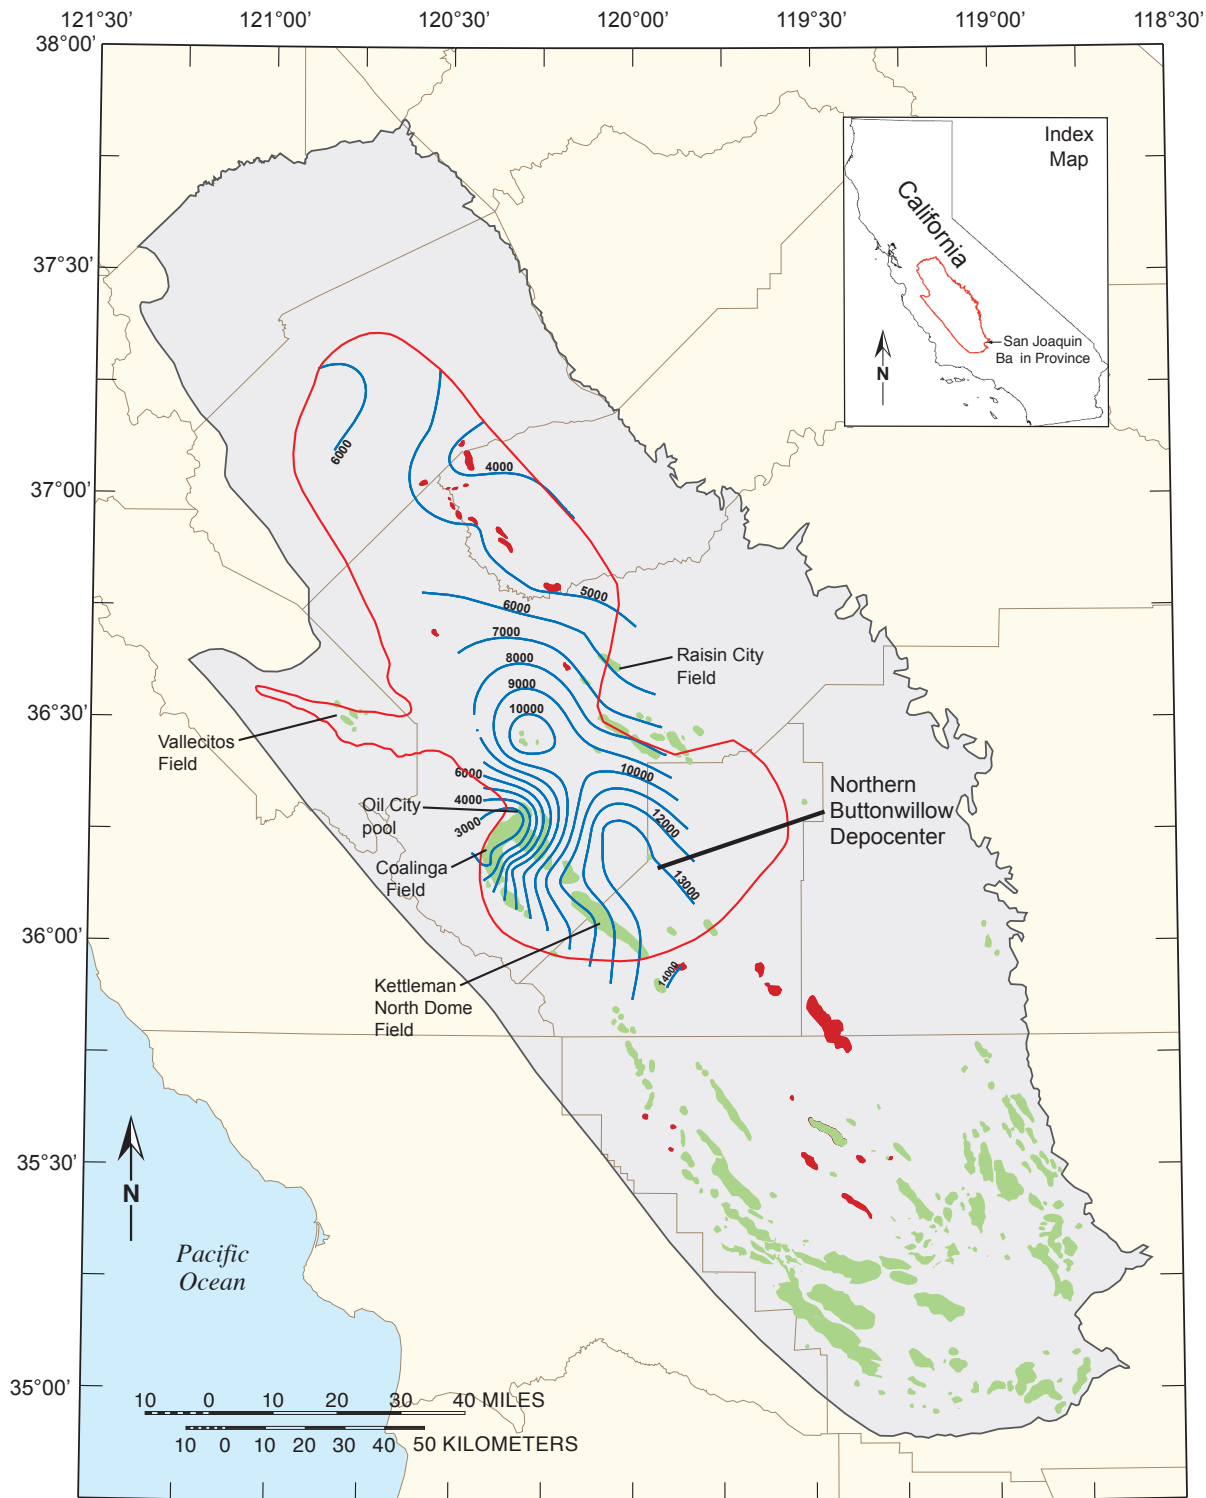 121°30' 121°00' 120°30' 120°00' 119°30' 119°00' 118°30'
38°00'
37°30'
37°00'
36°30'
36°00'
35°30'
35°00'
Index
Map
California
San Joaquin
Ba in Province
N
6000
4000
5000
6000
7000
8000
9000
10000
Raisin City
Field
Vallecitos
Field
6000
4000
3000
10000
12000
13000
14000
Oil City
pool
Coalinga
Field
Northern
Buttonwillow
Depocenter
Kettleman
North Dome
Field
N
Pacific
Ocean
10 0 10 20 30 40 MILES
10 0 10 20 30 40 50 KILOMETERS